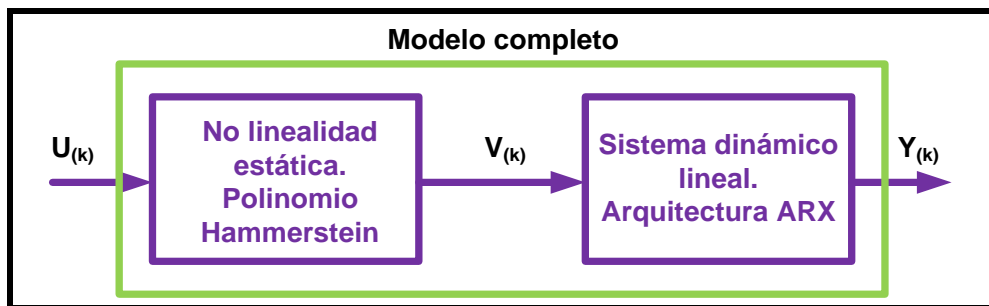 Modelo completo
U(k)
No linealidad
estática.
Polinomio
Hammerstein
V(k)
Sistema dinámico
lineal.
Arquitectura ARX
Y(k)